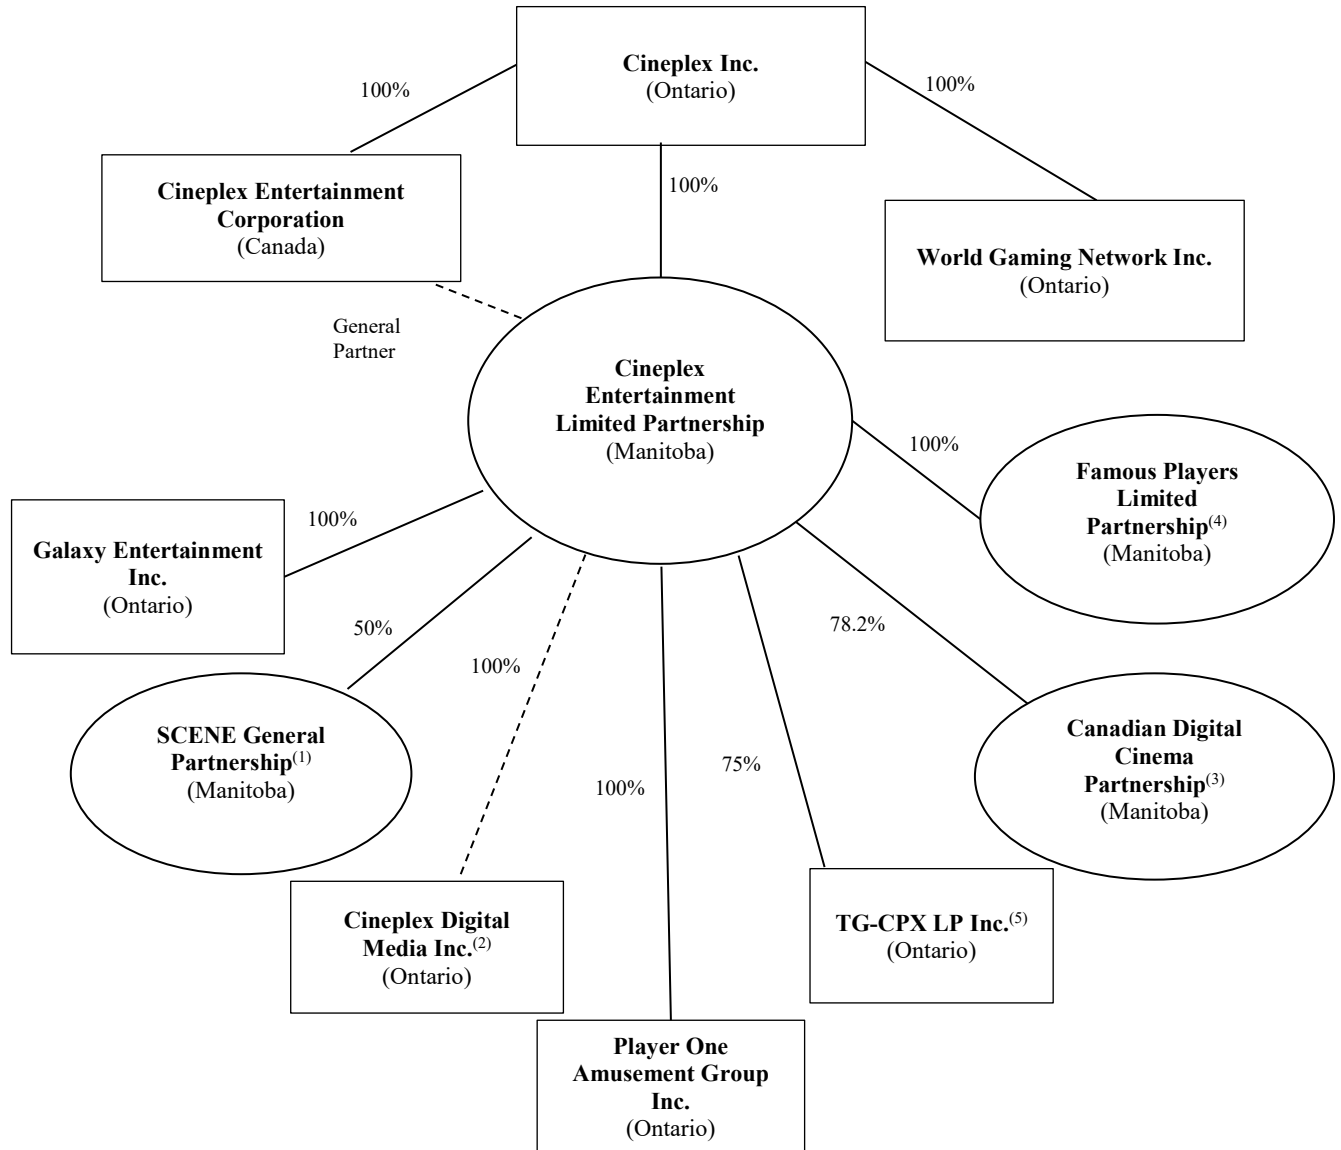 Cineplex Inc.
(Ontario)
100%
100%
100%
Cineplex Entertainment
Corporation
(Canada)
World Gaming Network Inc.
(Ontario)
General
Partner
Cineplex
Entertainment
Limited Partnership
(Manitoba)
100%
Famous Players
Limited
Partnership(4)
(Manitoba)
100%
Galaxy Entertainment
Inc.
(Ontario)
50%
78.2%
100%
SCENE General
Partnership(1)
(Manitoba)
75%
100%
Canadian Digital
Cinema
Partnership(3)
(Manitoba)
Cineplex Digital
Media Inc.(2)
(Ontario)
TG-CPX LP Inc.(5)
(Ontario)
Player One
Amusement Group
Inc.
(Ontario)